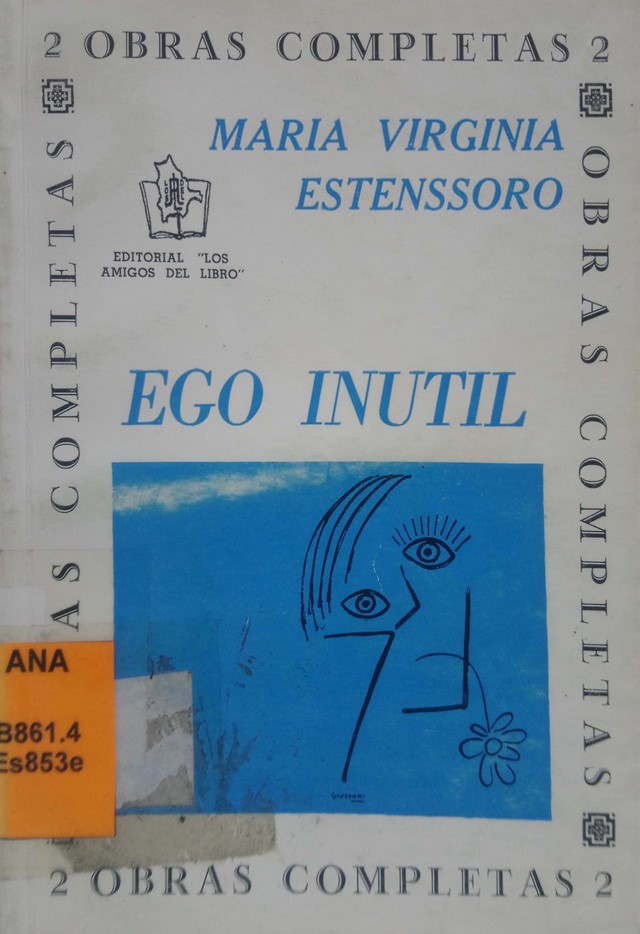 2 OBRAS COMPLETAS 2
MARIA VIRGINIA
ESTENSSORO
EDITORIAL "LOS
AMIGOS DEL LIBRO"
EGO INUTIL
AS COMPLETAS
OBRAS COMPLETAS
ANA
B861.4
Es853e
2 OBRAS COMPLETAS 2